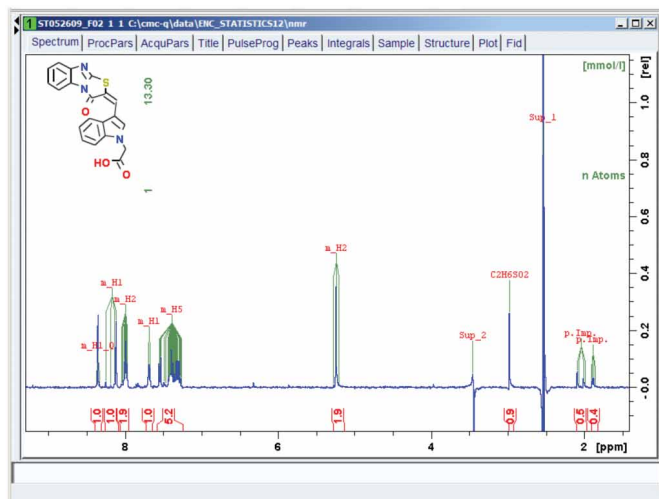 1 ST052609_F02 1 1 C:\cmc-q\data\ENC_STATISTICS12\nmr
Spectrum ProcPars AcquPars Title PulseProg Peaks Integrals Sample Structure Plot Fid
N
S
N
O
N
HO
O
13.30
1
[mmol/l]
[rel]
n Atoms
Sup_1
m_H2
m_H1
m_H2
m_H5
m_H1
m_H1_0
C2H6SO2
Sup_2
p.Imp.
p.Imp.
1.0
0.8
0.6
0.4
0.2
- 0.0
1.0
1.0
1.9
1.0
5.2
1.9
0.9
0.5
0.4
8
6
4
2
[ppm]